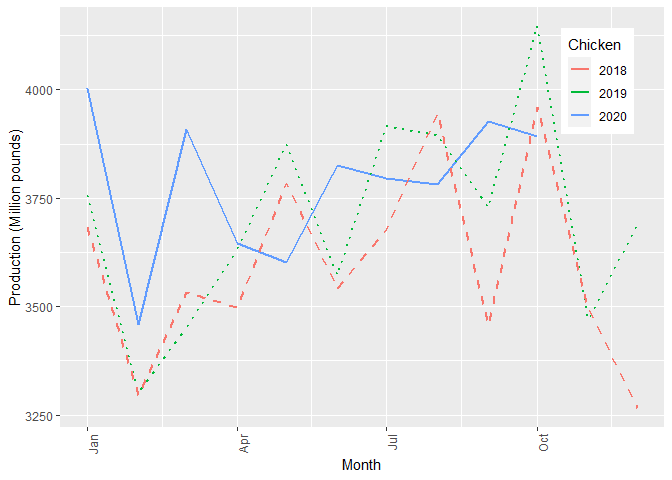 Chicken
2018
2019
2020
4000
3750
3500
3250
Production (Million pounds)
Jan
Apr
Jul
Oct
Month